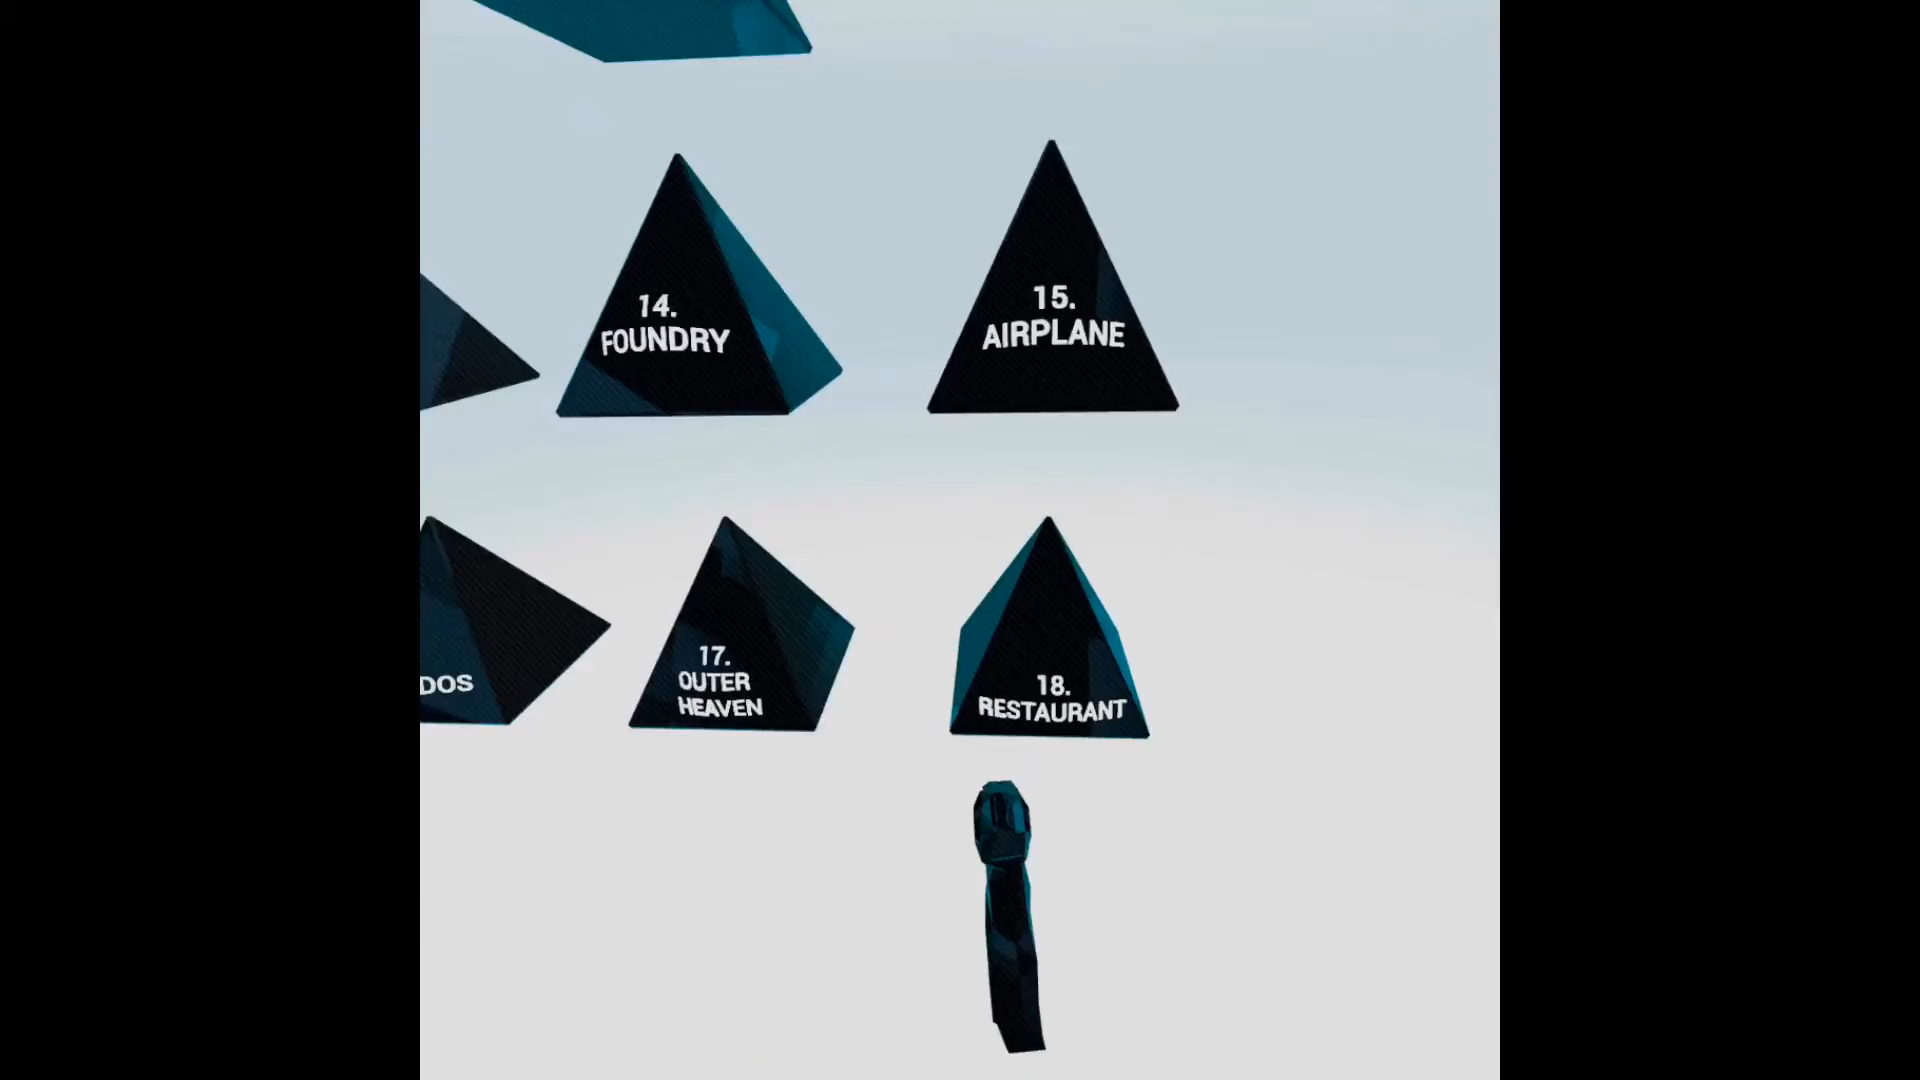 14.
FOUNDRY
15.
AIRPLANE
DOS
17.
OUTER
HEAVEN
18.
RESTAURANT